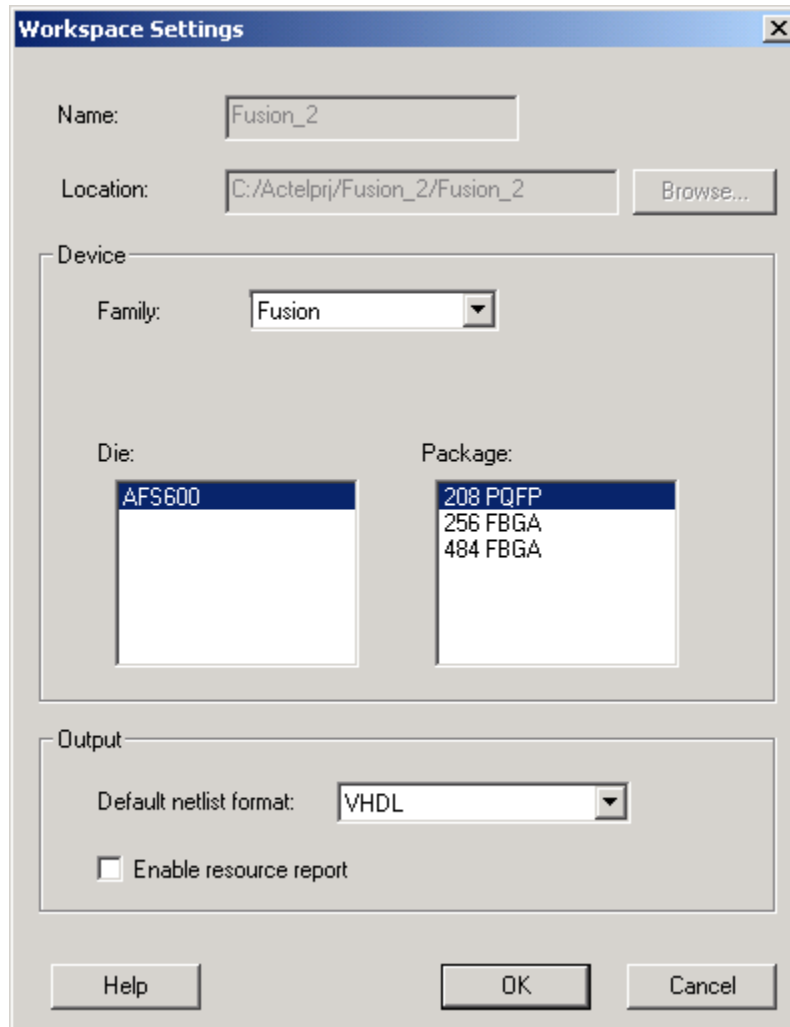 Workspace Settings
Name: Fusion_2
Location: C:/Actelprj/Fusion_2/Fusion_2 Browse...
Device
Family: Fusion
Die: Package:
AFS600 208 PQFP
256 FBGA
484 FBGA
Output
Default netlist format: VHDL
Enable resource report
Help OK Cancel